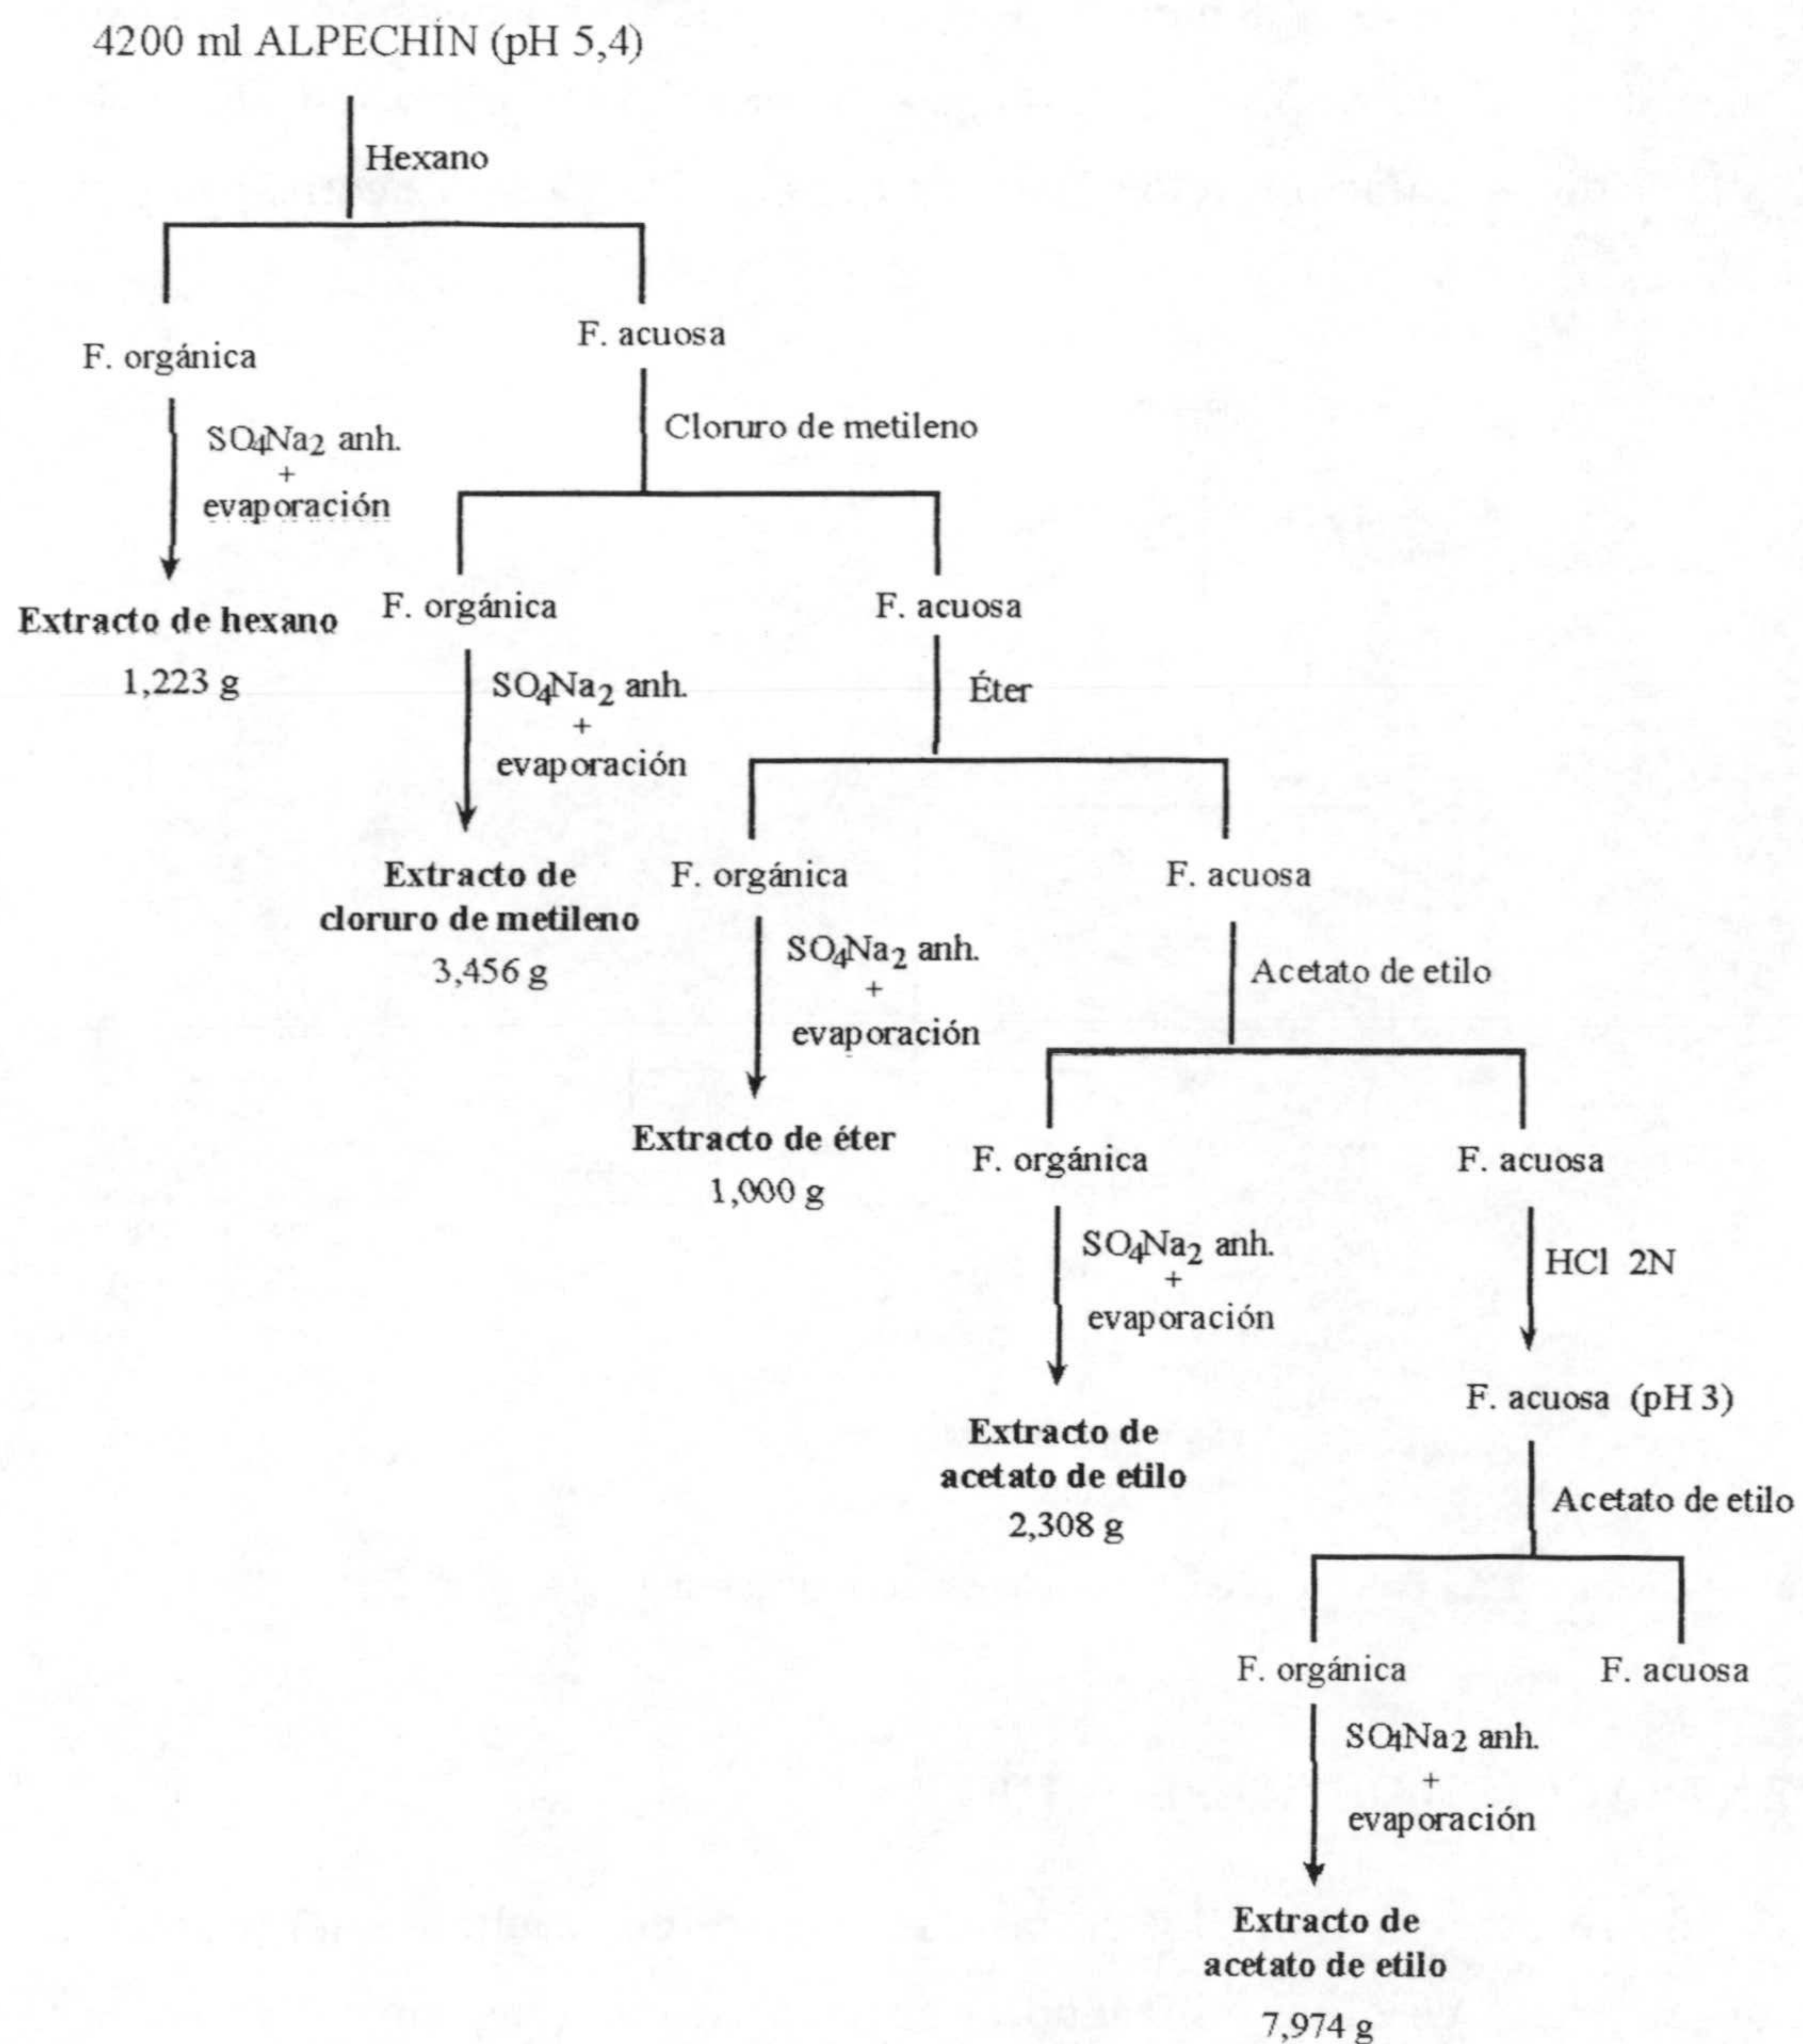 4200 ml ALPECHÍN (pH 5,4)
Hexano
F. orgánica
F. acuosa
SO4Na2 anh.
+
evaporación
Cloruro de metileno
Extracto de hexano
1,223 g
F. orgánica
F. acuosa
SO4Na2 anh.
+
evaporación
Éter
Extracto de
cloruro de metileno
3,456 g
F. orgánica
F. acuosa
SO4Na2 anh.
+
evaporación
Acetato de etilo
Extracto de éter
1,000 g
F. orgánica
F. acuosa
SO4Na2 anh.
+
evaporación
HCl 2N
F. acuosa (pH 3)
Extracto de
acetato de etilo
2,308 g
Acetato de etilo
F. orgánica
F. acuosa
SO4Na2 anh.
+
evaporación
Extracto de
acetato de etilo
7,974 g